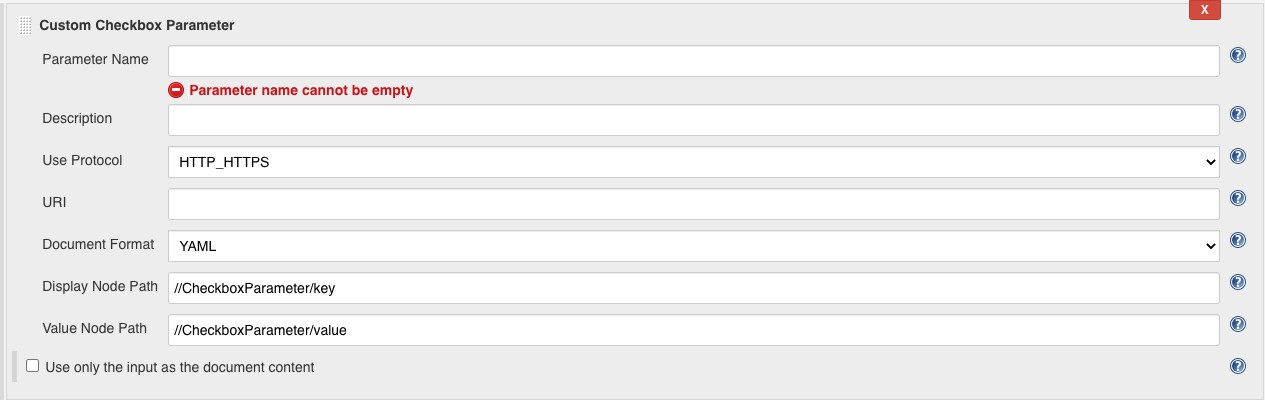 X
Custom Checkbox Parameter
Parameter Name
Parameter name cannot be empty
Description
Use Protocol HTTP_HTTPS
URI
Document Format YAML
Display Node Path //CheckboxParameter/key
Value Node Path //CheckboxParameter/value
Use only the input as the document content